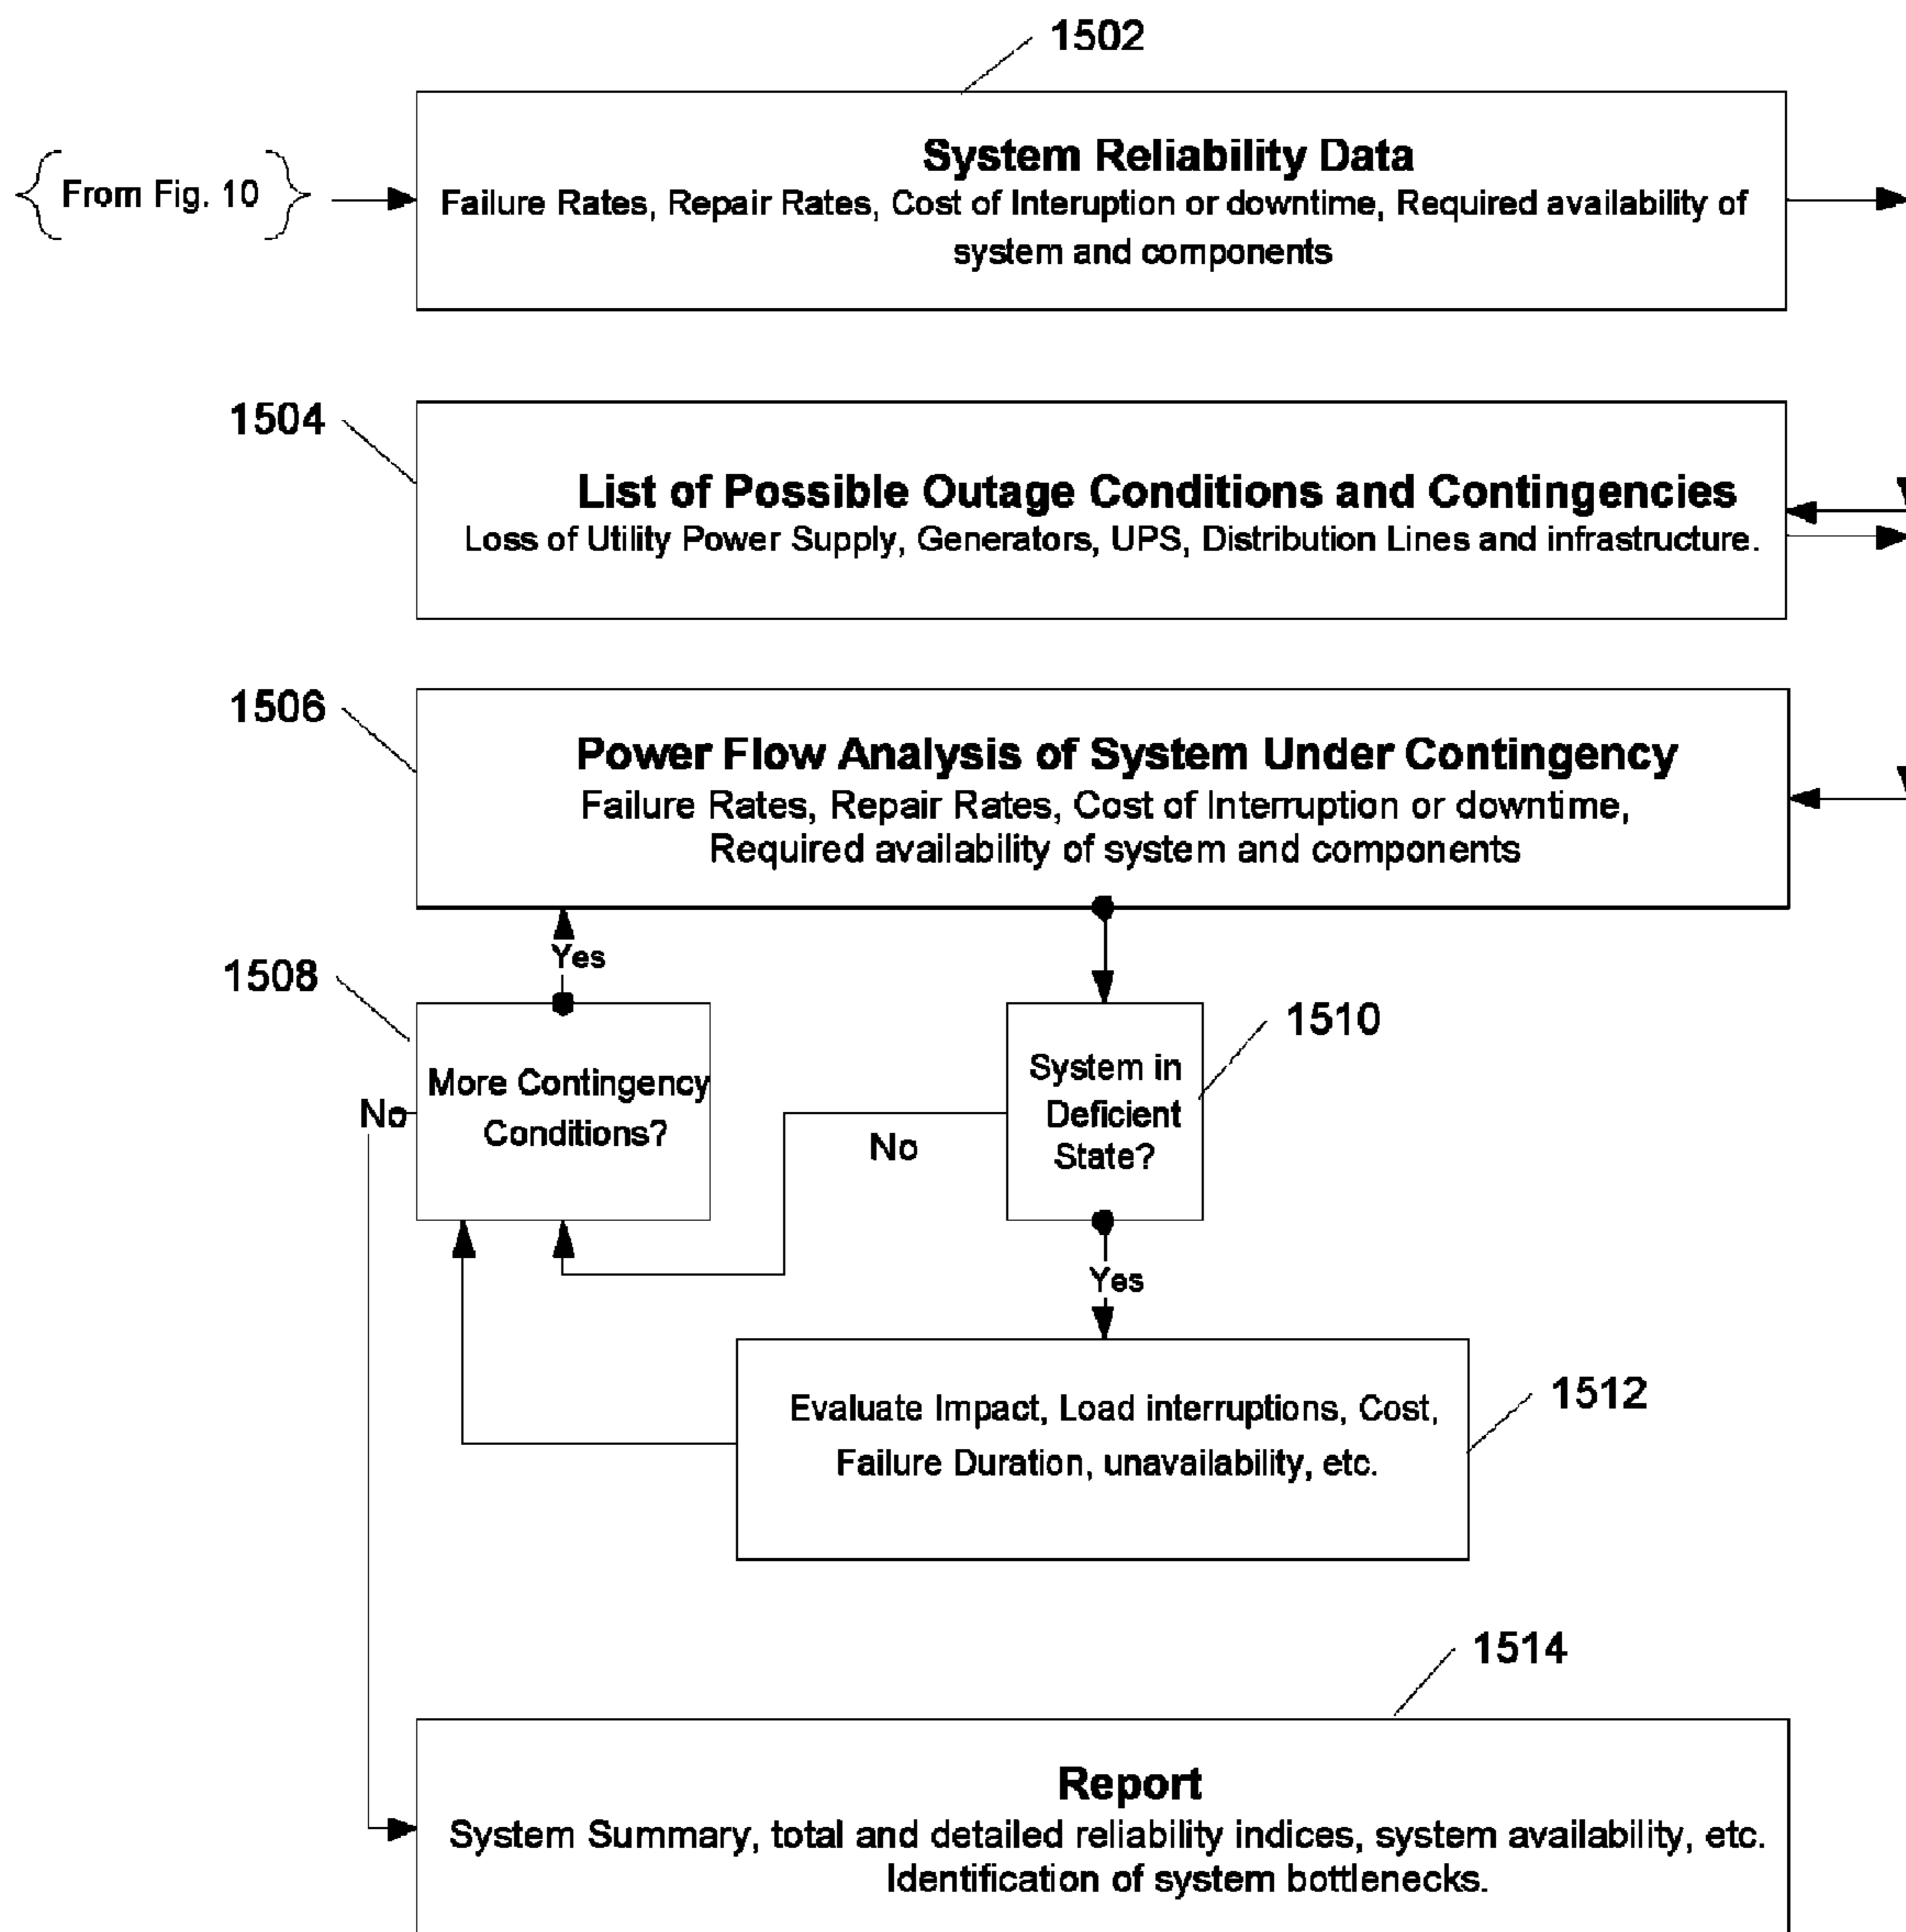 1502
System Reliability Data
From Fig. 10
Failure Rates, Repair Rates, Cost of Interuption or downtime, Required availability of
system and components
1504
List of Possible Outage Conditions and Contingencies
Loss of Utility Power Supply, Generators, UPS, Distribution Lines and infrastructure.
1506
Power Flow Analysis of System Under Contingency
Failure Rates, Repair Rates, Cost of Interruption or downtime,
Required availability of system and components
Yes
1508
1510
More Contingency
Conditions?
No
System in
Deficient
State?
No
Yes
1512
Evaluate Impact, Load interruptions, Cost,
Failure Duration, unavailability, etc.
1514
Report
System Summary, total and detailed reliability indices, system availability, etc.
Identification of system bottlenecks.